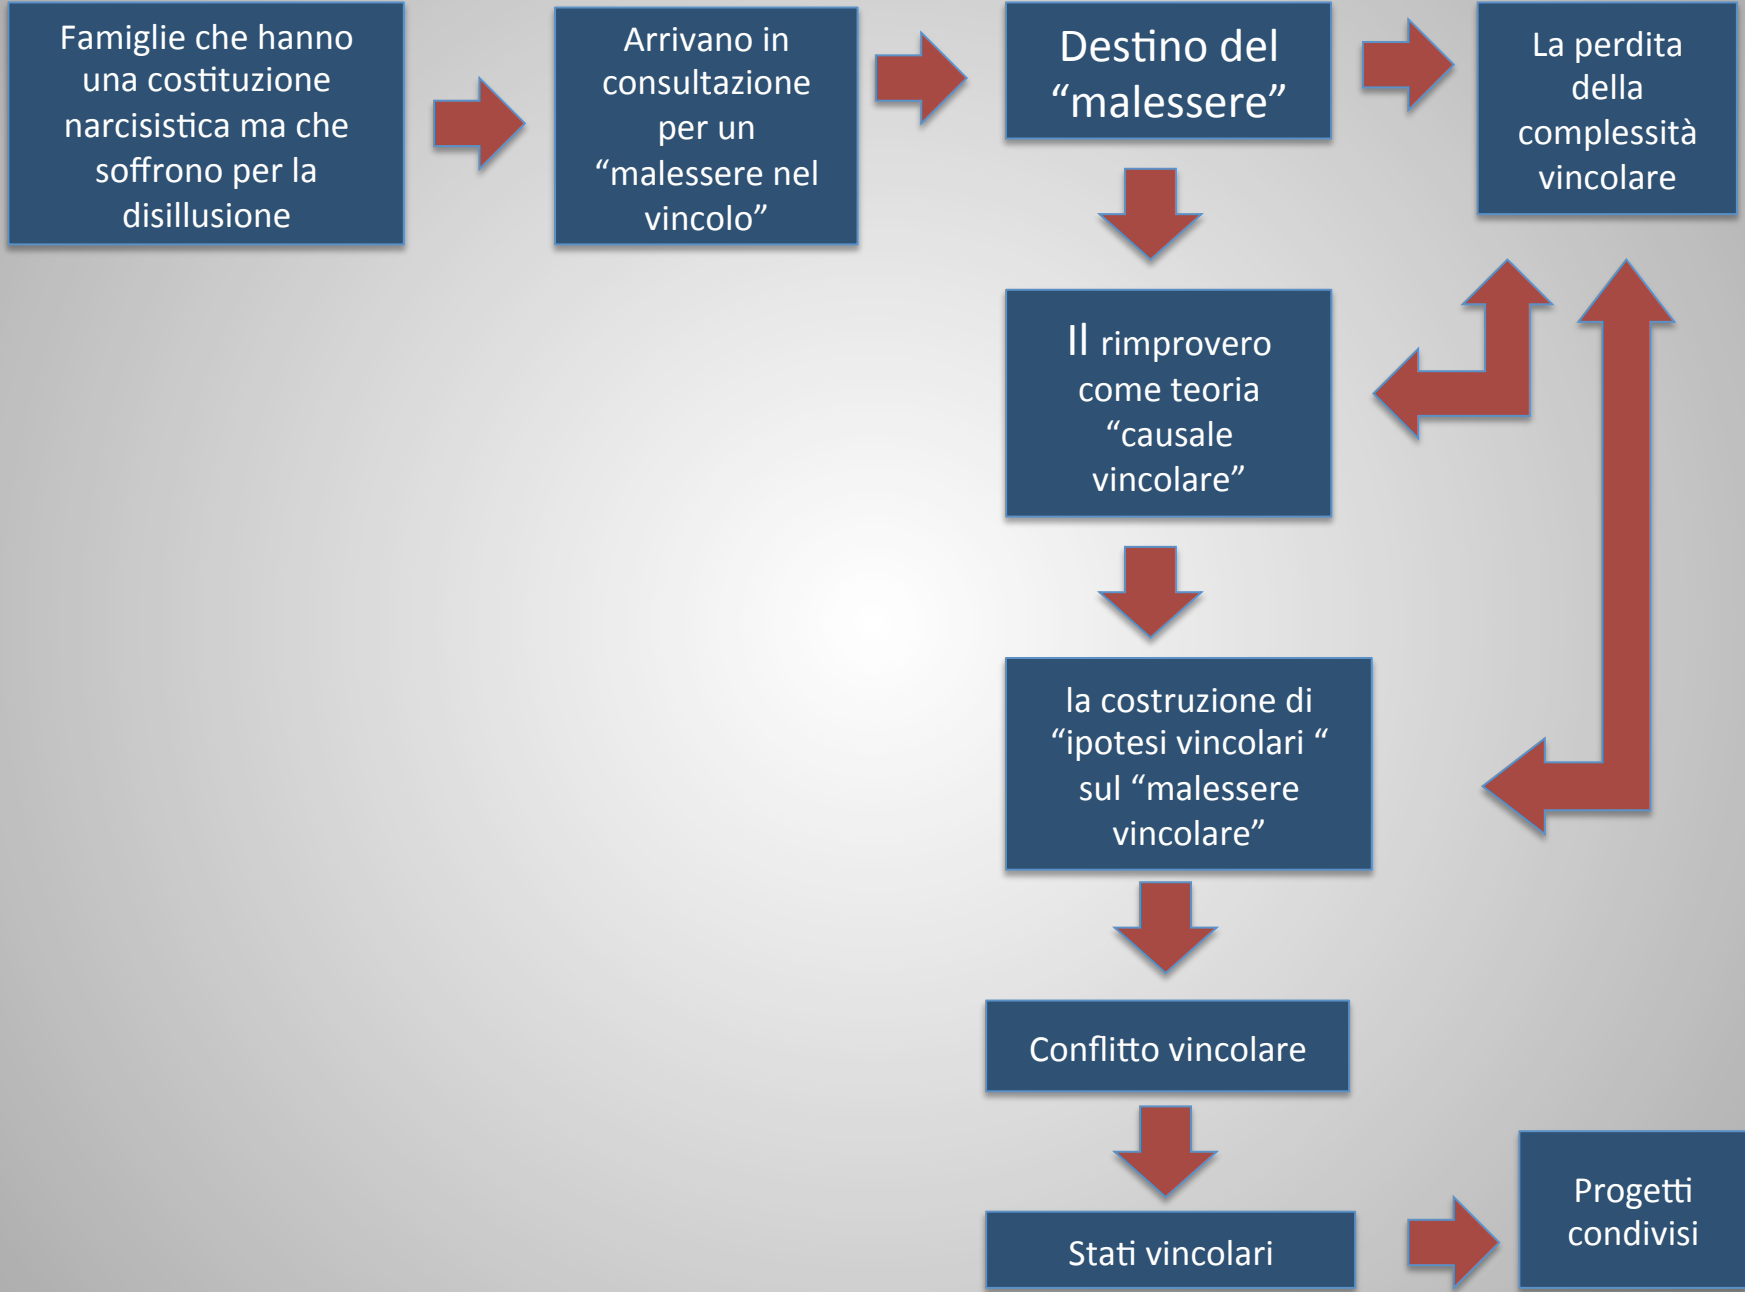 Famiglie che hanno
una costituzione
narcisistica ma che
soffrono per la
disillusione
Arrivano in
consultazione
per un
“malessere nel
vincolo”
Destino del
“malessere”
La perdita
della
complessità
vincolare
Il rimprovero
come teoria
“causale
vincolare”
la costruzione di
“ipotesi vincolari “
sul “malessere
vincolare”
Conflitto vincolare
Stati vincolari
Progetti
condivisi